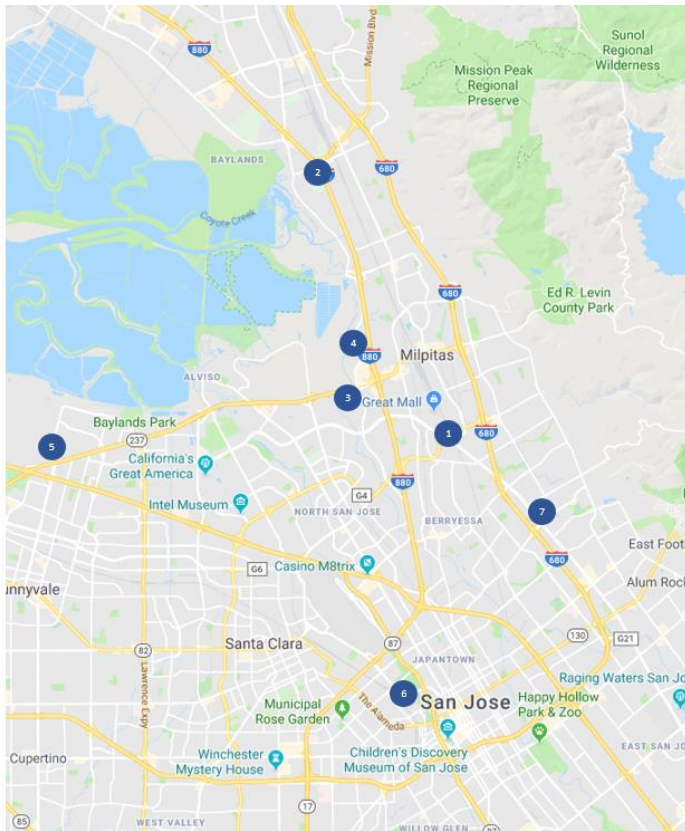 880
Mission Blvd
Sunol
Regional
Wilderness
Mission Peak
Regional
Preserve
BAYLANDS
2
680
Coyote Creek
680
Ed R. Levin
County Park
4
880
Milpitas
ALVISO
3
Great Mall
Baylands Park
1
680
5
237
California's
Great America
880
G4
Intel Museum
NORTH SAN JOSE
7
BERRYESSA
680
East Foot
Casino M8trix
G6
Alum Roc
unnyvale
130
G21
82
Santa Clara
87
JAPANTOWN
Lawrence Expy
Raging Waters San Jo
6
San Jose
The Alameda
Municipal
Rose Garden
Happy Hollow
Park & Zoo
EAST SAN JO
Children's Discovery
Museum of San Jose
Cupertino
Winchester
Mystery House
17
85
WEST VALLEY
WILLOW GLEN
87